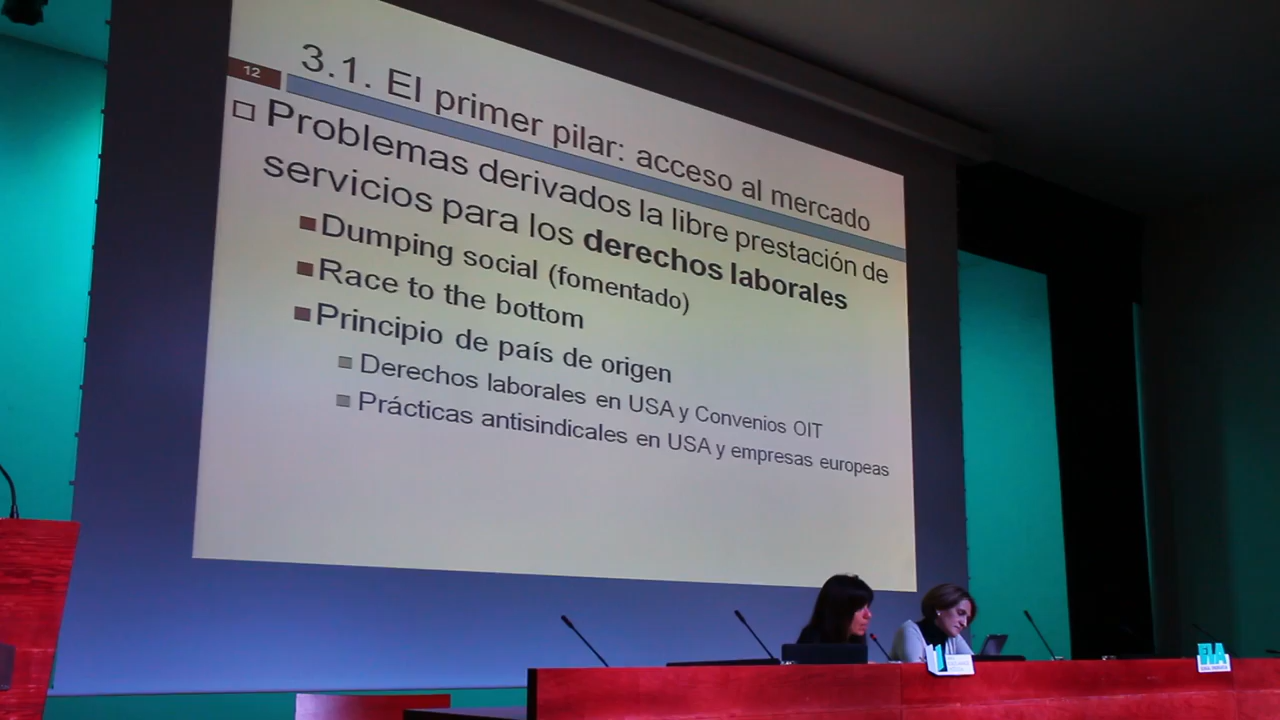 12
3.1. El primer pilar: acceso al mercado
Problemas derivados la libre prestación de
servicios para los derechos laborales
Dumping social (fomentado)
Race to the bottom
Principio de país de origen
Derechos laborales en USA y Convenios OIT
Prácticas antisindicales en USA y empresas europeas